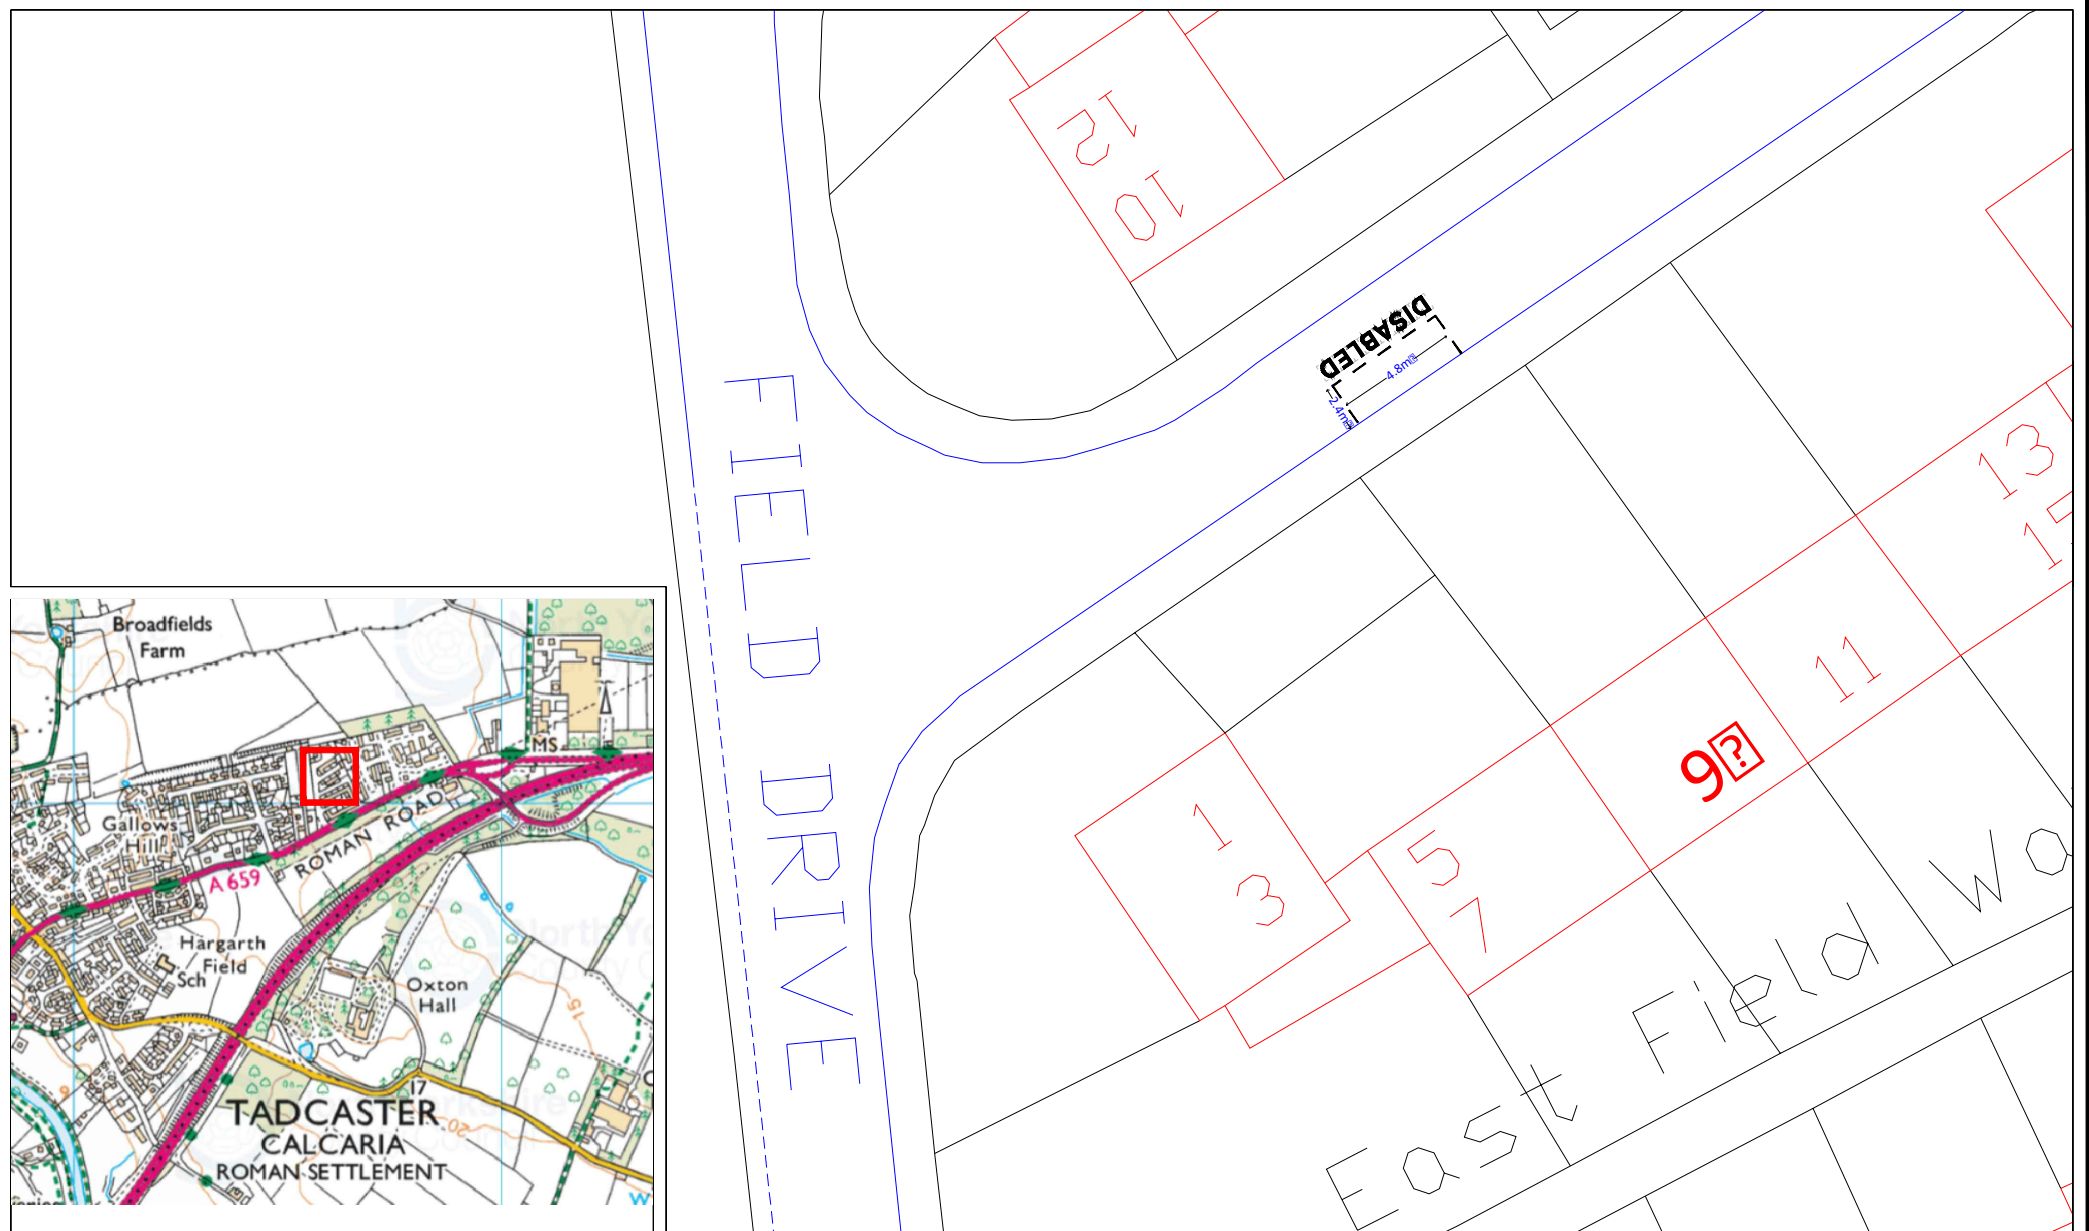 12
10
DISABLED
4.8m
2.4m
FIELD DRIVE
13
15
11
9
1
3
5
7
East Field Wa
Broadfields
Farm
MS
Gallows
Hill
ROMAN ROAD
A 659
Hargarth
Field
Sch
Oxton
Hall
15
17
20
TADCASTER
CALCARIA
ROMAN SETTLEMENT
W